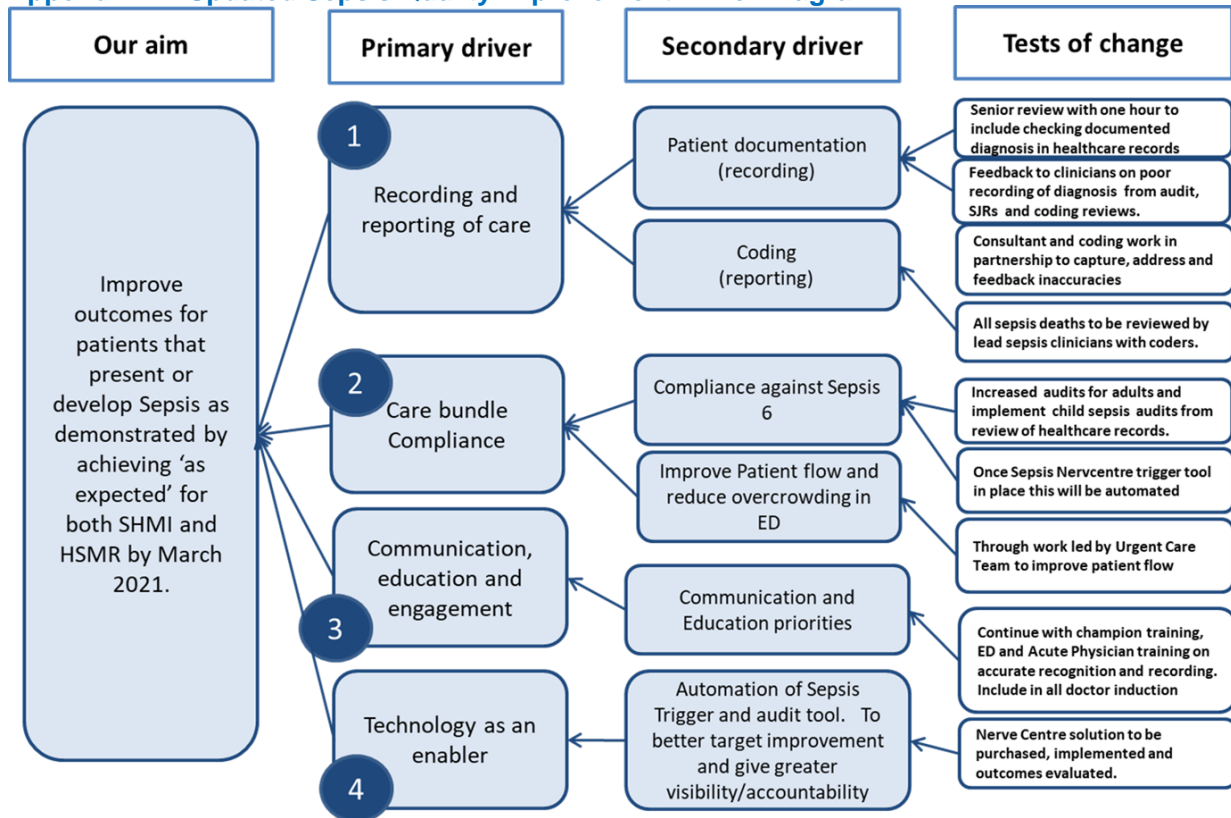 Our aim
Primary driver
Secondary driver
Tests of change
Improve
outcomes for
patients that
present or
develop Sepsis as
demonstrated by
achieving ‘as
expected’ for
both SHMI and
HSMR by March
2021.
1
Recording and
reporting of care
2
Care bundle
Compliance
Communication,
education and
engagement
3
Technology as an
enabler
4
Patient documentation
(recording)
Coding
(reporting)
Compliance against Sepsis
6
Improve Patient flow and
reduce overcrowding in
ED
Communication and
Education priorities
Automation of Sepsis
Trigger and audit tool. To
better target improvement
and give greater
visibility/accountability
Senior review with one hour to
include checking documented
diagnosis in healthcare records
Feedback to clinicians on poor
recording of diagnosis from audit,
SJRs and coding reviews.
Consultant and coding work in
partnership to capture, address and
feedback inaccuracies
All sepsis deaths to be reviewed by
lead sepsis clinicians with coders.
Increased audits for adults and
implement child sepsis audits from
review of healthcare records.
Once Sepsis Nervcentre trigger tool
in place this will be automated
Through work led by Urgent Care
Team to improve patient flow
Continue with champion training,
ED and Acute Physician training on
accurate recognition and recording.
Include in all doctor induction
Nerve Centre solution to be
purchased, implemented and
outcomes evaluated.